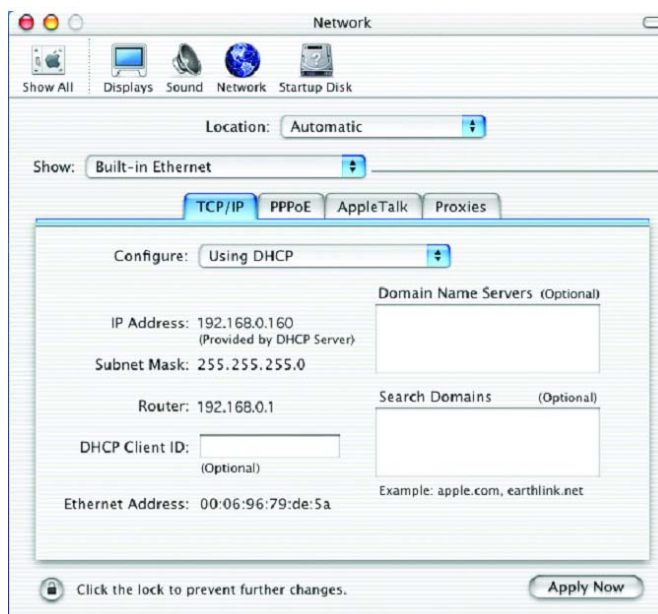 Network
Show All Displays Sound Network Startup Disk
Location: Automatic
Show: Built-in Ethernet
TCP/IP PPPoE AppleTalk Proxies
Configure: Using DHCP
Domain Name Servers (Optional)
IP Address: 192.168.0.160
(Provided by DHCP Server)
Subnet Mask: 255.255.255.0
Router: 192.168.0.1
Search Domains (Optional)
DHCP Client ID:
(Optional)
Example: apple.com, earthlink.net
Ethernet Address: 00:06:96:79:de:5a
Click the lock to prevent further changes.
Apply Now